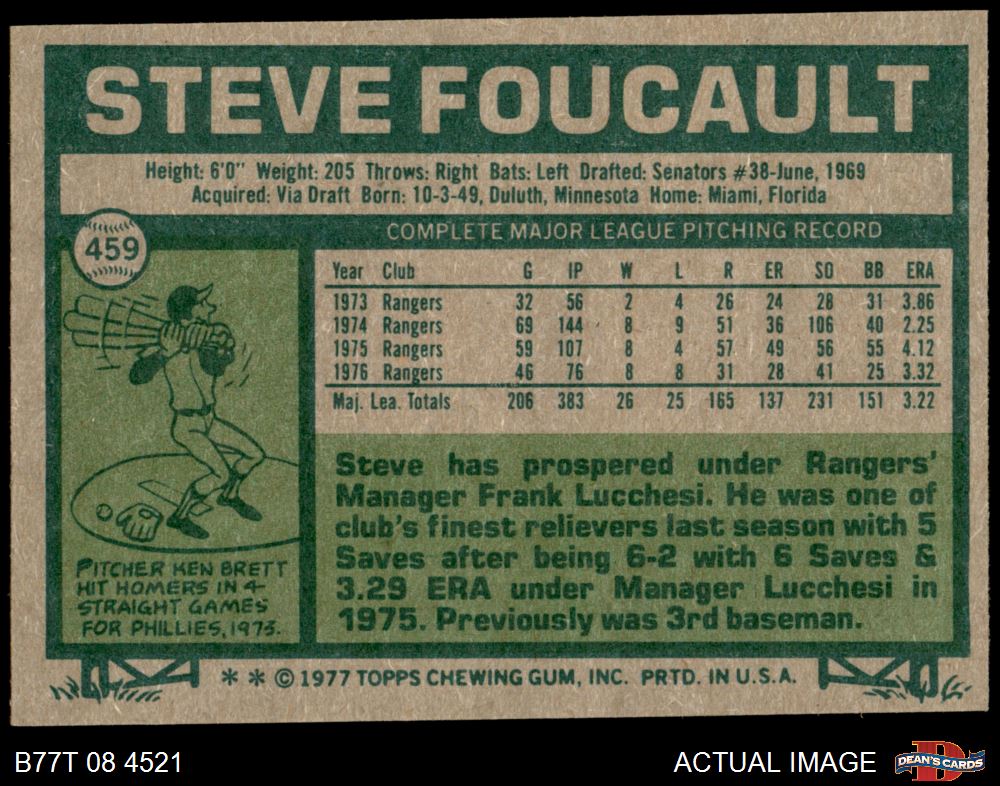 STEVE FOUCAULT
Height: 6'0" Weight: 205 Throws: Right Bats: Left Drafted: Senators #38-June, 1969
Acquired: Via Draft Born: 10-3-49, Duluth, Minnesota Home: Miami, Florida
459
COMPLETE MAJOR LEAGUE PITCHING RECORD
Year Club G IP W L R ER SO BB ERA
1973 Rangers 32 56 2 4 26 24 28 31 3.86
1974 Rangers 69 144 8 9 51 36 106 40 2.25
1975 Rangers 59 107 8 4 57 49 56 55 4.12
1976 Rangers 46 76 8 8 31 28 41 25 3.32
Maj. Lea. Totals 206 383 26 25 165 137 231 151 3.22
Steve has prospered under Rangers'
Manager Frank Lucchesi. He was one of
club's finest relievers last season with 5
Saves after being 6-2 with 6 Saves &
3.29 ERA under Manager Lucchesi in
1975. Previously was 3rd baseman.
PITCHER KEN BRETT
HIT HOMERS IN 4
STRAIGHT GAMES
FOR PHILLIES, 1973.
* * © 1977 TOPPS CHEWING GUM, INC. PRTD. IN U.S.A.
B77T 08 4521
ACTUAL IMAGE
B
DEAN'S CARDS